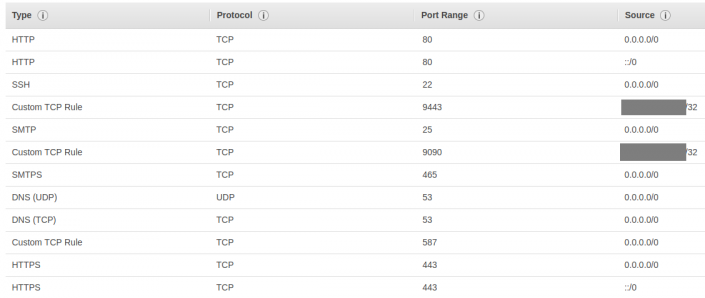 Type Protocol Port Range Source
HTTP TCP 80 0.0.0.0/0
HTTP TCP 80 ::/0
SSH TCP 22 0.0.0.0/0
Custom TCP Rule TCP 9443 /32
SMTP TCP 25 0.0.0.0/0
Custom TCP Rule TCP 9090 /32
SMTPS TCP 465 0.0.0.0/0
DNS (UDP) UDP 53 0.0.0.0/0
DNS (TCP) TCP 53 0.0.0.0/0
Custom TCP Rule TCP 587 0.0.0.0/0
HTTPS TCP 443 0.0.0.0/0
HTTPS TCP 443 ::/0